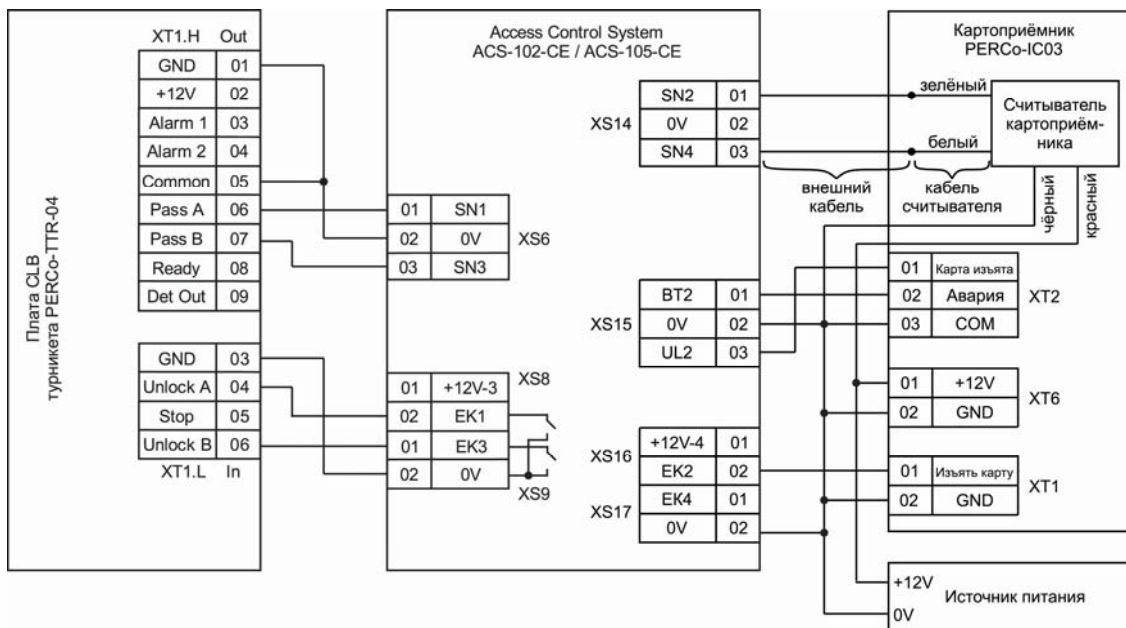 Плата CLB
турникета PERCo-TTR-04
XT1.H Out
GND 01
+12V 02
Alarm 1 03
Alarm 2 04
Common 05
Pass A 06
Pass B 07
Ready 08
Det Out 09
GND 03
Unlock A 04
Stop 05
Unlock B 06
XT1.L In
Access Control System
ACS-102-CE / ACS-105-CE
01 SN1
02 0V
03 SN3
XS6
01 +12V-3
02 EK1
XS8
01 EK3
02 0V
XS9
XS14
SN2 01
0V 02
SN4 03
XS15
BT2 01
0V 02
UL2 03
XS16
+12V-4 01
EK2 02
XS17
EK4 01
0V 02
внешний
кабель
кабель
считывателя
зелёный
белый
чёрный
красный
Картоприёмник
PERCo-IC03
Считыватель
картоприём-
ника
01 Карта изъята
02 Авария
03 COM
XT2
01 +12V
02 GND
XT6
01 Изъять карту
02 GND
XT1
+12V
Источник питания
0V